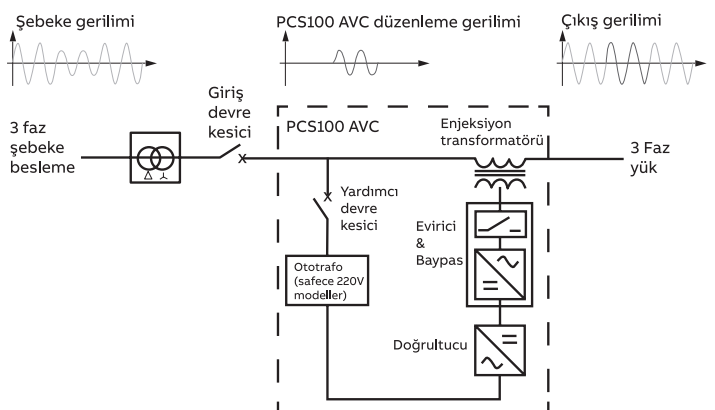 Şebeke gerilimi
PCS100 AVC düzenleme gerilimi
Çıkış gerilimi
3 faz
şebeke
besleme
Giriş
devre
kesici
PCS100 AVC
Enjeksiyon
transformatörü
3 Faz
yük
Yardımcı
devre
kesici
Evirici
&
Baypas
Ototrafo
(safece 220V
modeller)
Doğrultucu